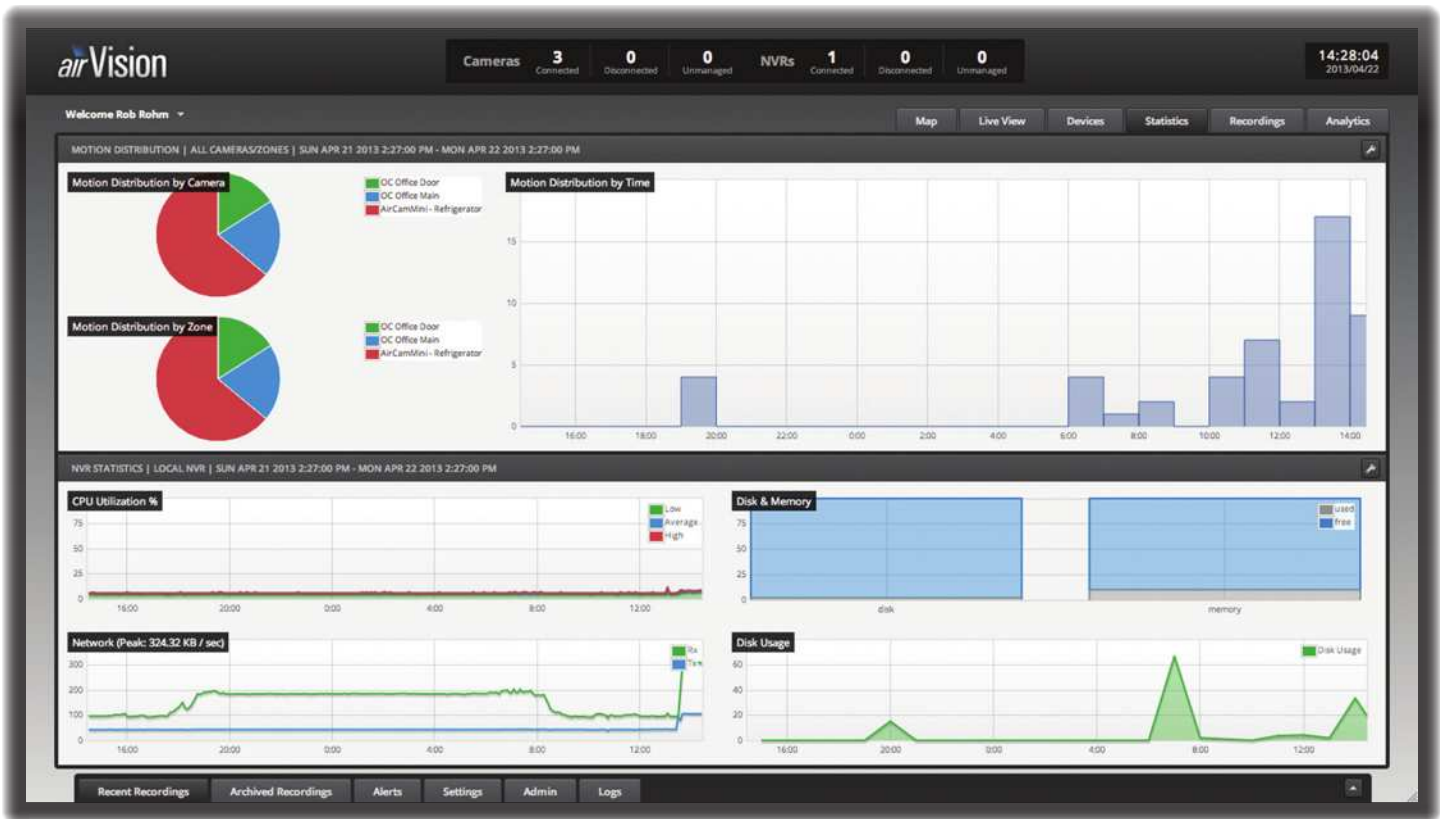 airVision
Cameras 3 Connected 0 Disconnected 0 Unmanaged NVRs 1 Connected 0 Disconnected 0 Unmanaged
14:28:04
2013/04/22
Welcome Rob Rohm
Map Live View Devices Statistics Recordings Analytics
MOTION DISTRIBUTION | ALL CAMERAS/ZONES | SUN APR 21 2013 2:27:00 PM - MON APR 22 2013 2:27:00 PM
Motion Distribution by Camera
OC Office Door
OC Office Main
AirCamMini - Refrigerator
Motion Distribution by Zone
OC Office Door
OC Office Main
AirCamMini - Refrigerator
Motion Distribution by Time
15
10
5
0
16:00 18:00 20:00 22:00 0:00 2:00 4:00 6:00 8:00 10:00 12:00 14:00
NVR STATISTICS | LOCAL NVR | SUN APR 21 2013 2:27:00 PM - MON APR 22 2013 2:27:00 PM
CPU Utilization %
Low
Average
High
75
50
25
0
16:00 20:00 0:00 4:00 8:00 12:00
Disk & Memory
used
free
75
50
25
0
disk memory
Network (Peak: 324.32 KB / sec)
Rx
Tx
300
200
100
0
16:00 20:00 0:00 4:00 8:00 12:00
Disk Usage
Disk Usage
60
40
20
0
16:00 20:00 0:00 4:00 8:00 12:00
Recent Recordings Archived Recordings Alerts Settings Admin Logs